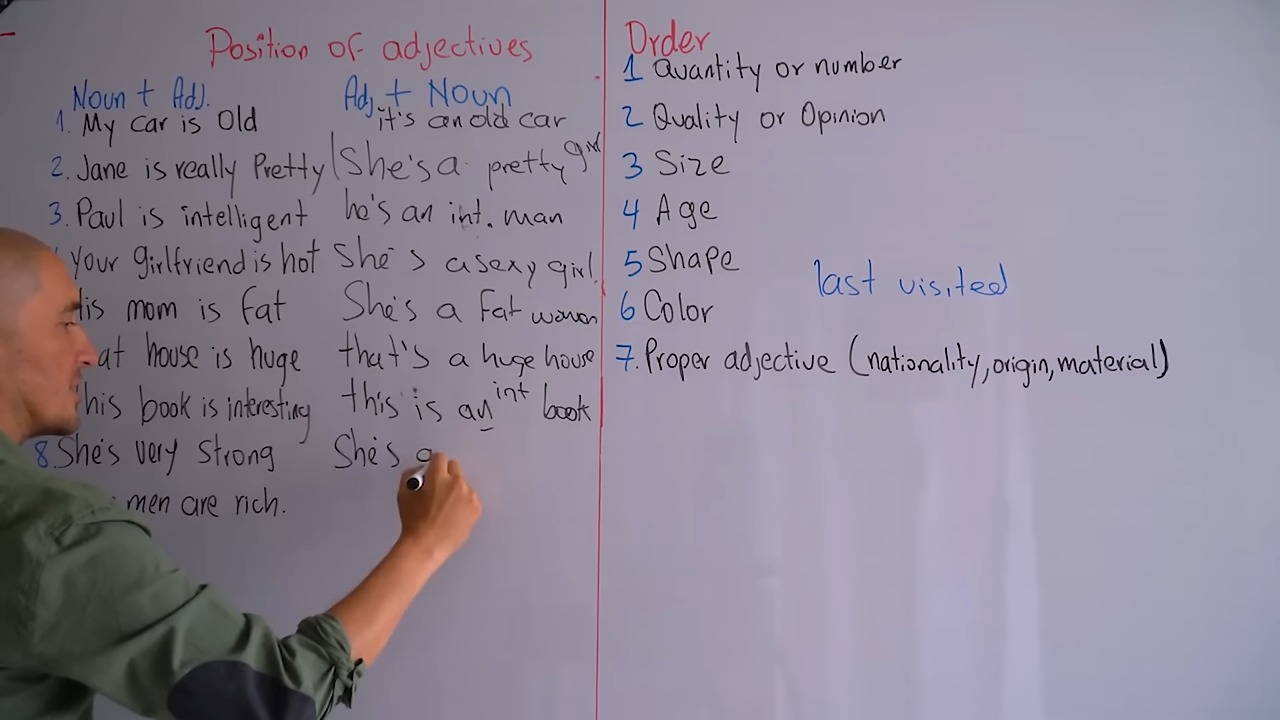 Position of adjectives
Noun + Adj.
Adj + Noun
1. My car is Old
it's an old car
2. Jane is really Pretty
She's a pretty girl
3. Paul is intelligent
he's an int. man
your Girlfriend is hot
She's a sexy girl.
is mom is fat
She's a fat women
at house is huge
that's a huge house
his book is interesting
this is an int book
8. She's very strong
She's a
men are rich.
Order
1 Quantity or number
2 Quality or Opinion
3 Size
4 Age
5 Shape
last visited
6 Color
7. Proper adjective (nationality, origin, material)